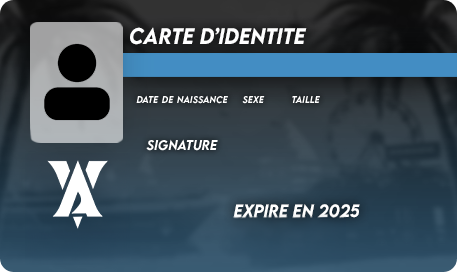 CARTE D'IDENTITE
DATE DE NAISSANCE SEXE TAILLE
SIGNATURE
EXPIRE EN 2025